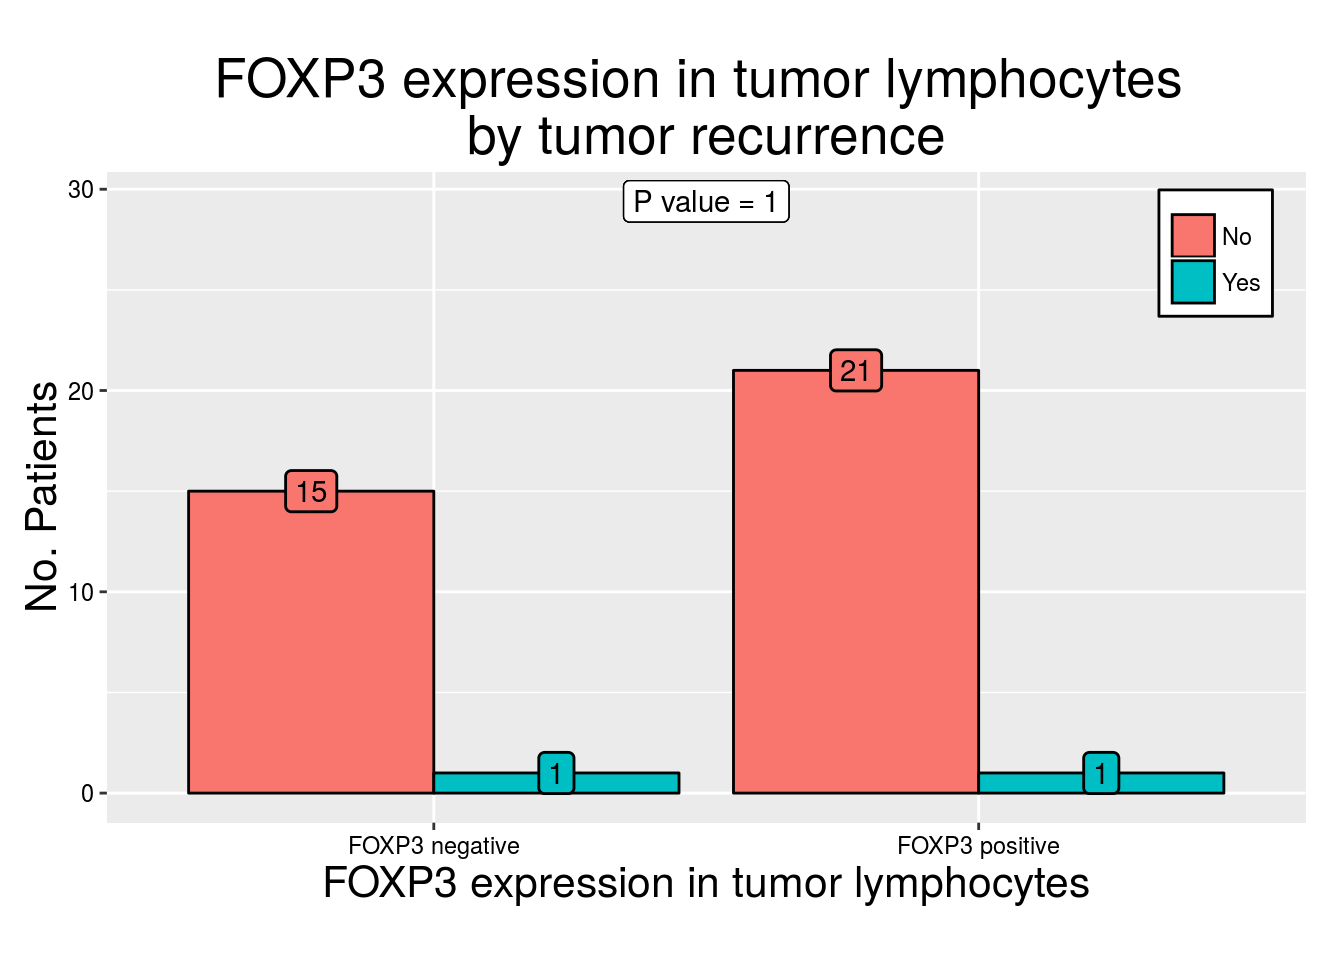 FOXP3 expression in tumor lymphocytes
by tumor recurrence
P value = 1
No
Yes
No. Patients
30
20
10
0
15
1
21
1
FOXP3 negative
FOXP3 positive
FOXP3 expression in tumor lymphocytes